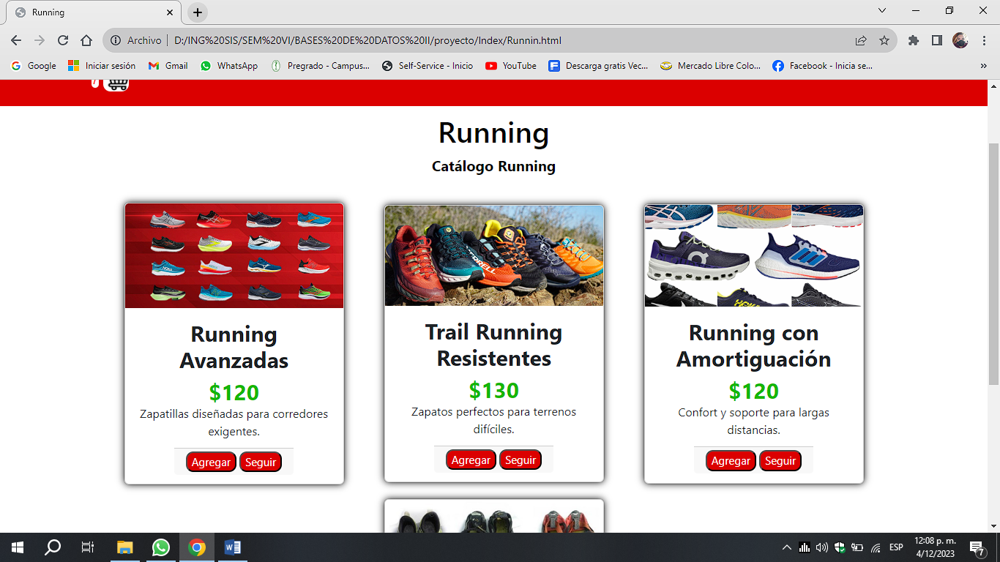 Running
Archivo
D:/ING%20SIS/SEM%20VI/BASES%20DE%20DATOS%20II/proyecto/Index/Runnin.html
Google
Iniciar sesión
Gmail
WhatsApp
Pregrado - Campus...
Self-Service - Inicio
YouTube
Descarga gratis Vec...
Mercado Libre Colo...
Facebook - Inicia se...
»
Running
Catálogo Running
Running
Avanzadas
$120
Zapatillas diseñadas para corredores
exigentes.
Agregar Seguir
Trail Running
Resistentes
$130
Zapatos perfectos para terrenos
difíciles.
Agregar Seguir
Running con
Amortiguación
$120
Confort y soporte para largas
distancias.
Agregar Seguir
ESP
12:08 p. m.
4/12/2023
7